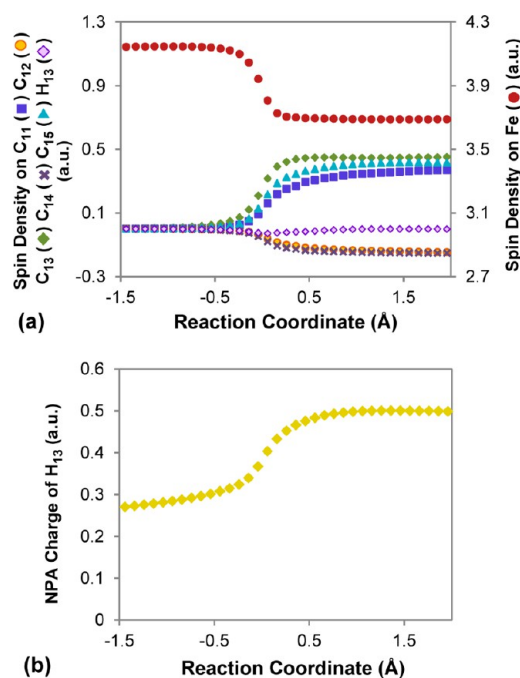 Spin Density on C11 ( ) C12 ( )
C13 ( ) C14 ( ) C15 ( ) H13 ( )
(a.u.)
1.3
0.9
0.5
0.1
-0.3
4.3
3.9
3.5
3.1
2.7
Spin Density on Fe ( ) (a.u.)
-1.5 -0.5 0.5 1.5
Reaction Coordinate (Å)
(a)
NPA Charge of H13 (a.u.)
0.6
0.5
0.4
0.3
0.2
0.1
0
-1.5 -0.5 0.5 1.5
Reaction Coordinate (Å)
(b)